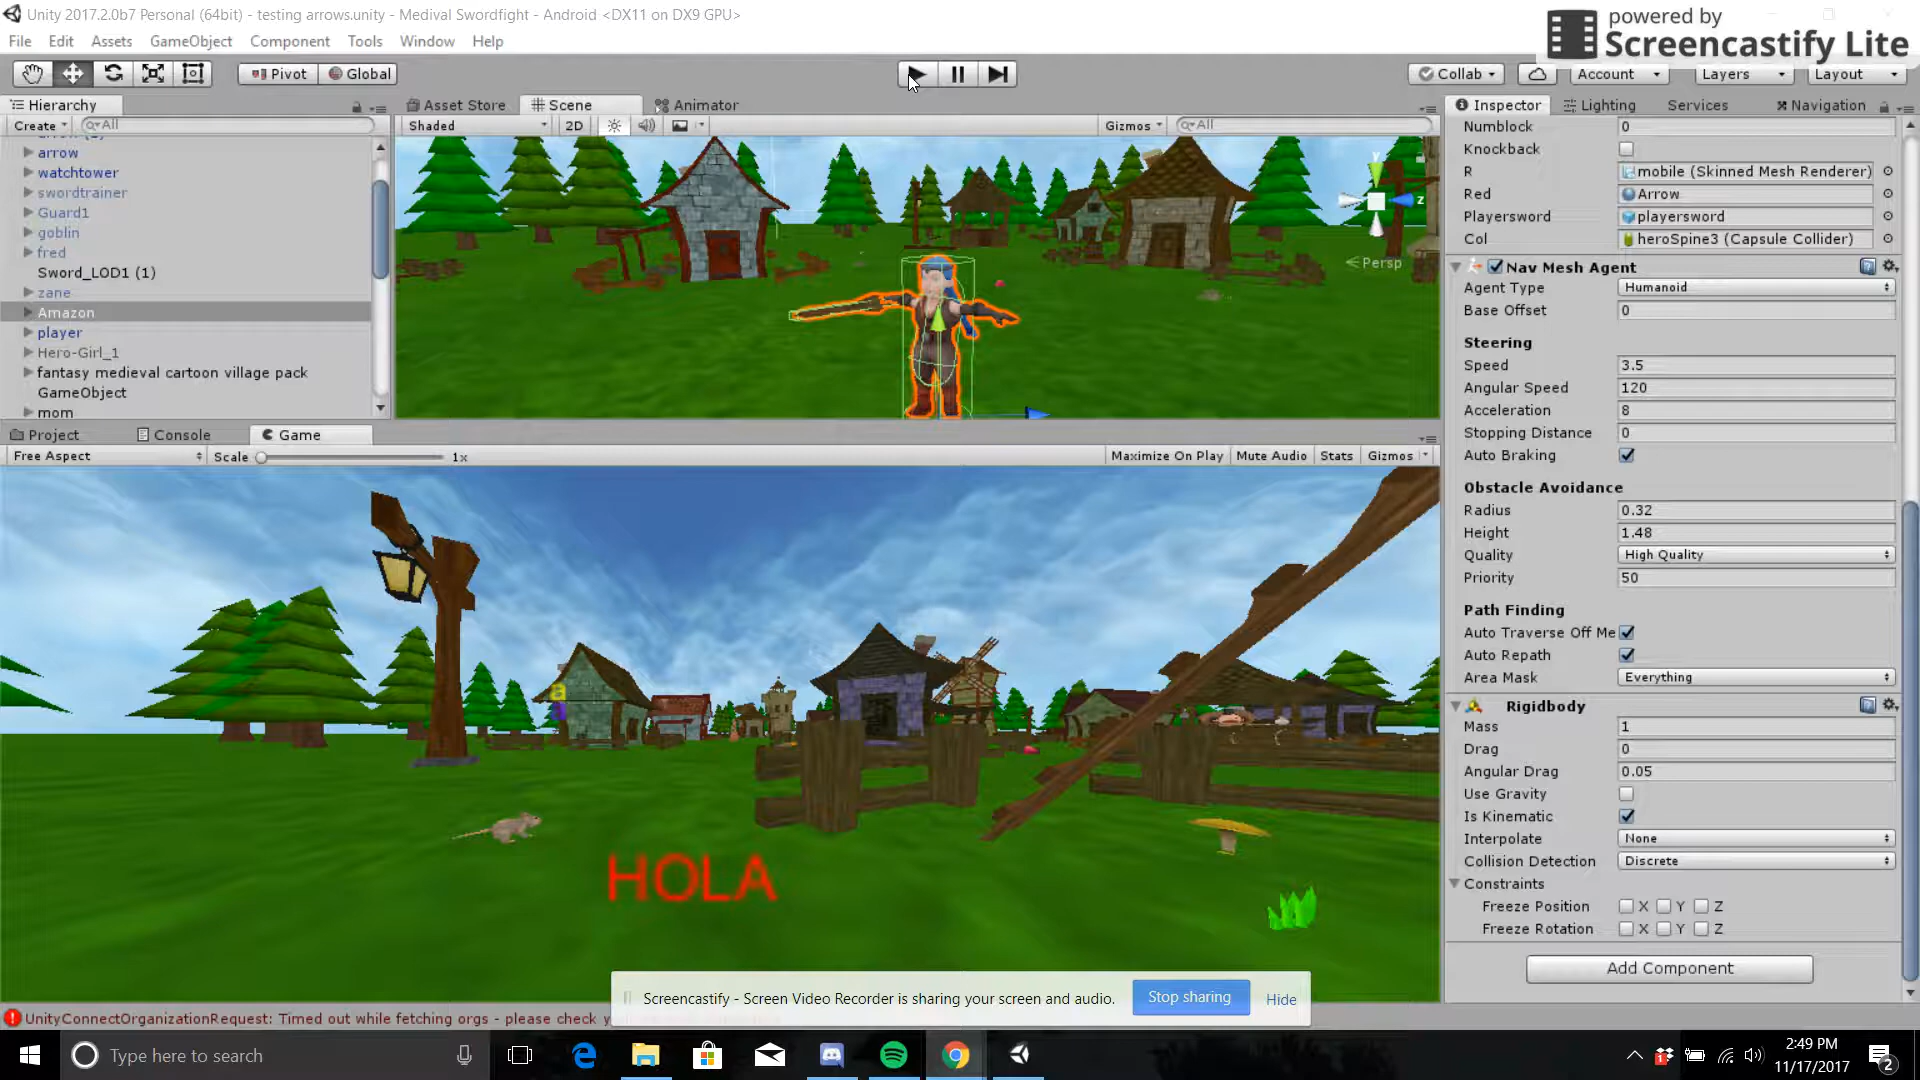 Unity 2017.2.0b7 Personal (64bit) - testing arrows.unity - Medival Swordfight - Android <DX11 on DX9 GPU>
powered by
Screencastify Lite
File Edit Assets GameObject Component Tools Window Help
Pivot Global
Collab Account Layers Layout
Hierarchy
Asset Store Scene Animator
Inspector Lighting Services Navigation
Create All
Shaded 2D Gizmos All
arrow
watchtower
swordtrainer
Guard1
goblin
fred
Sword_LOD1 (1)
zane
Amazon
player
Hero-Girl_1
fantasy medieval cartoon village pack
GameObject
mom
y
z
Persp
Numblock 0
Knockback
R mobile (Skinned Mesh Renderer)
Red Arrow
Playersword playersword
Col heroSpine3 (Capsule Collider)
Nav Mesh Agent
Agent Type Humanoid
Base Offset 0
Steering
Speed 3.5
Angular Speed 120
Acceleration 8
Stopping Distance 0
Auto Braking
Obstacle Avoidance
Radius 0.32
Height 1.48
Quality High Quality
Priority 50
Path Finding
Auto Traverse Off Me
Auto Repath
Area Mask Everything
Rigidbody
Mass 1
Drag 0
Angular Drag 0.05
Use Gravity
Is Kinematic
Interpolate None
Collision Detection Discrete
Constraints
Freeze Position X Y Z
Freeze Rotation X Y Z
Add Component
Project Console Game
Free Aspect Scale 1x Maximize On Play Mute Audio Stats Gizmos
a
HOLA
Screencastify - Screen Video Recorder is sharing your screen and audio. Stop sharing Hide
UnityConnectOrganizationRequest: Timed out while fetching orgs - please check y
Type here to search
2:49 PM
11/17/2017
1
2